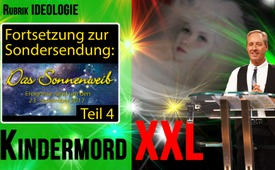 Rubrik IDEOLOGIE
Fortsetzung zur
Sondersendung:
Das Sonnenweib
Teil 4
Kindermord XXL